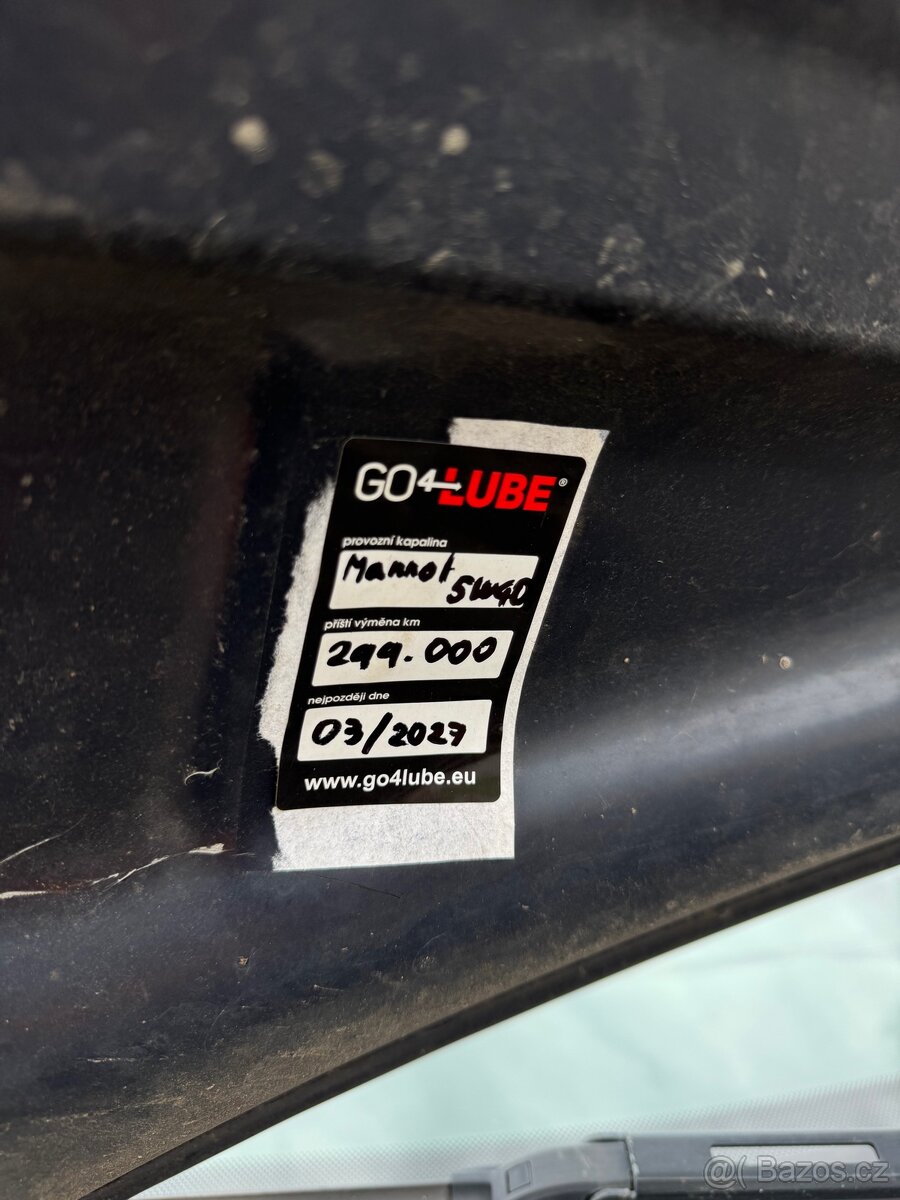 GO4LUBE®
provozní kapalina
Mannol
5W40
příští výměna km
299.000
nejpozději dne
03/2027
www.go4lube.eu
@( Bazos.cz